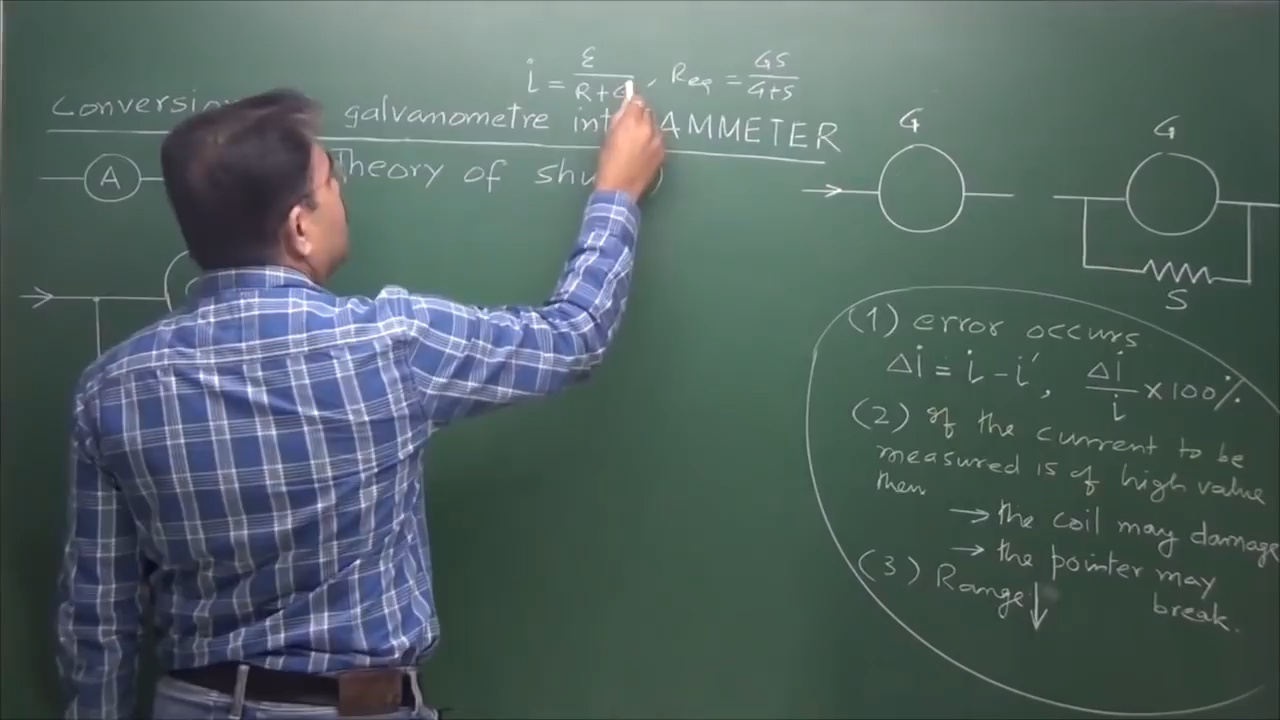 i = ε / R+G , Req = GS / G+S
Conversion galvanometre into AMMETER
Theory of shu )
A
G
G
S
(1) error occurs
Δi = i - i' , Δi / i × 100%
(2) If the current to be
measured is of high value
then
→ the coil may damage
→ the pointer may
break.
(3) Range ↓